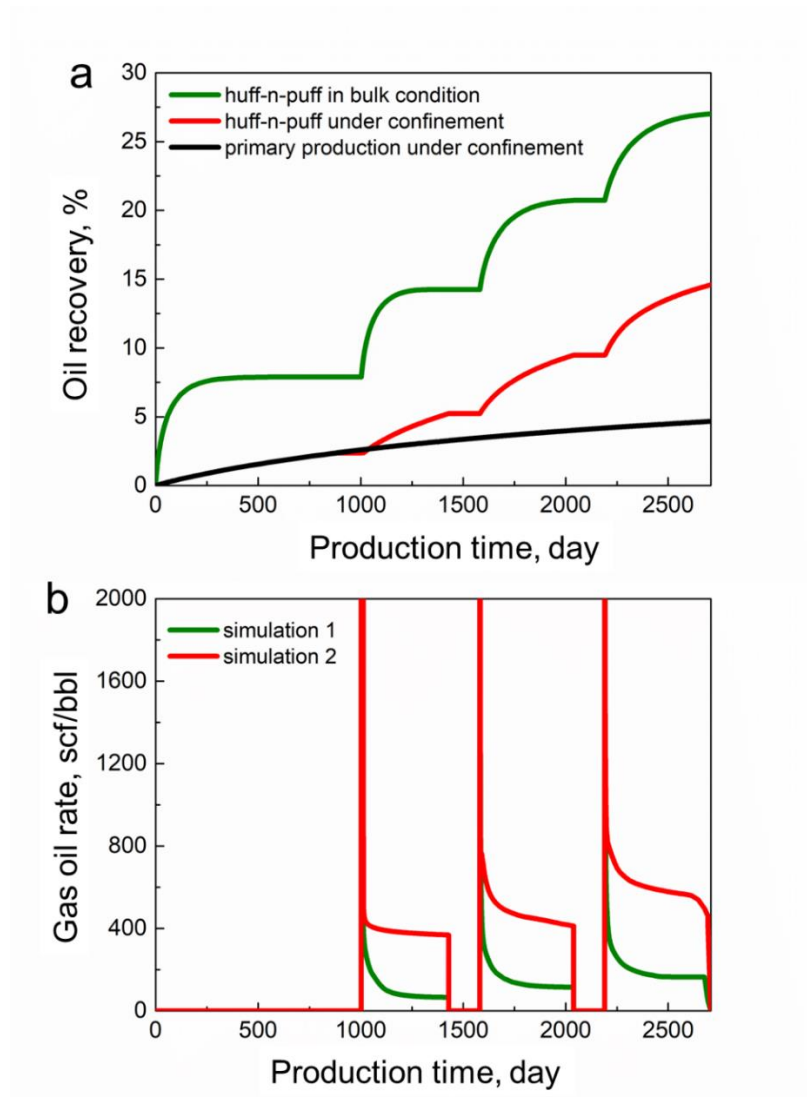 a
30
huff-n-puff in bulk condition
huff-n-puff under confinement
primary production under confinement
25
20
15
10
5
0
Oil recovery, %
0 500 1000 1500 2000 2500
Production time, day
b
2000
simulation 1
simulation 2
1600
1200
800
400
0
Gas oil rate, scf/bbl
0 500 1000 1500 2000 2500
Production time, day